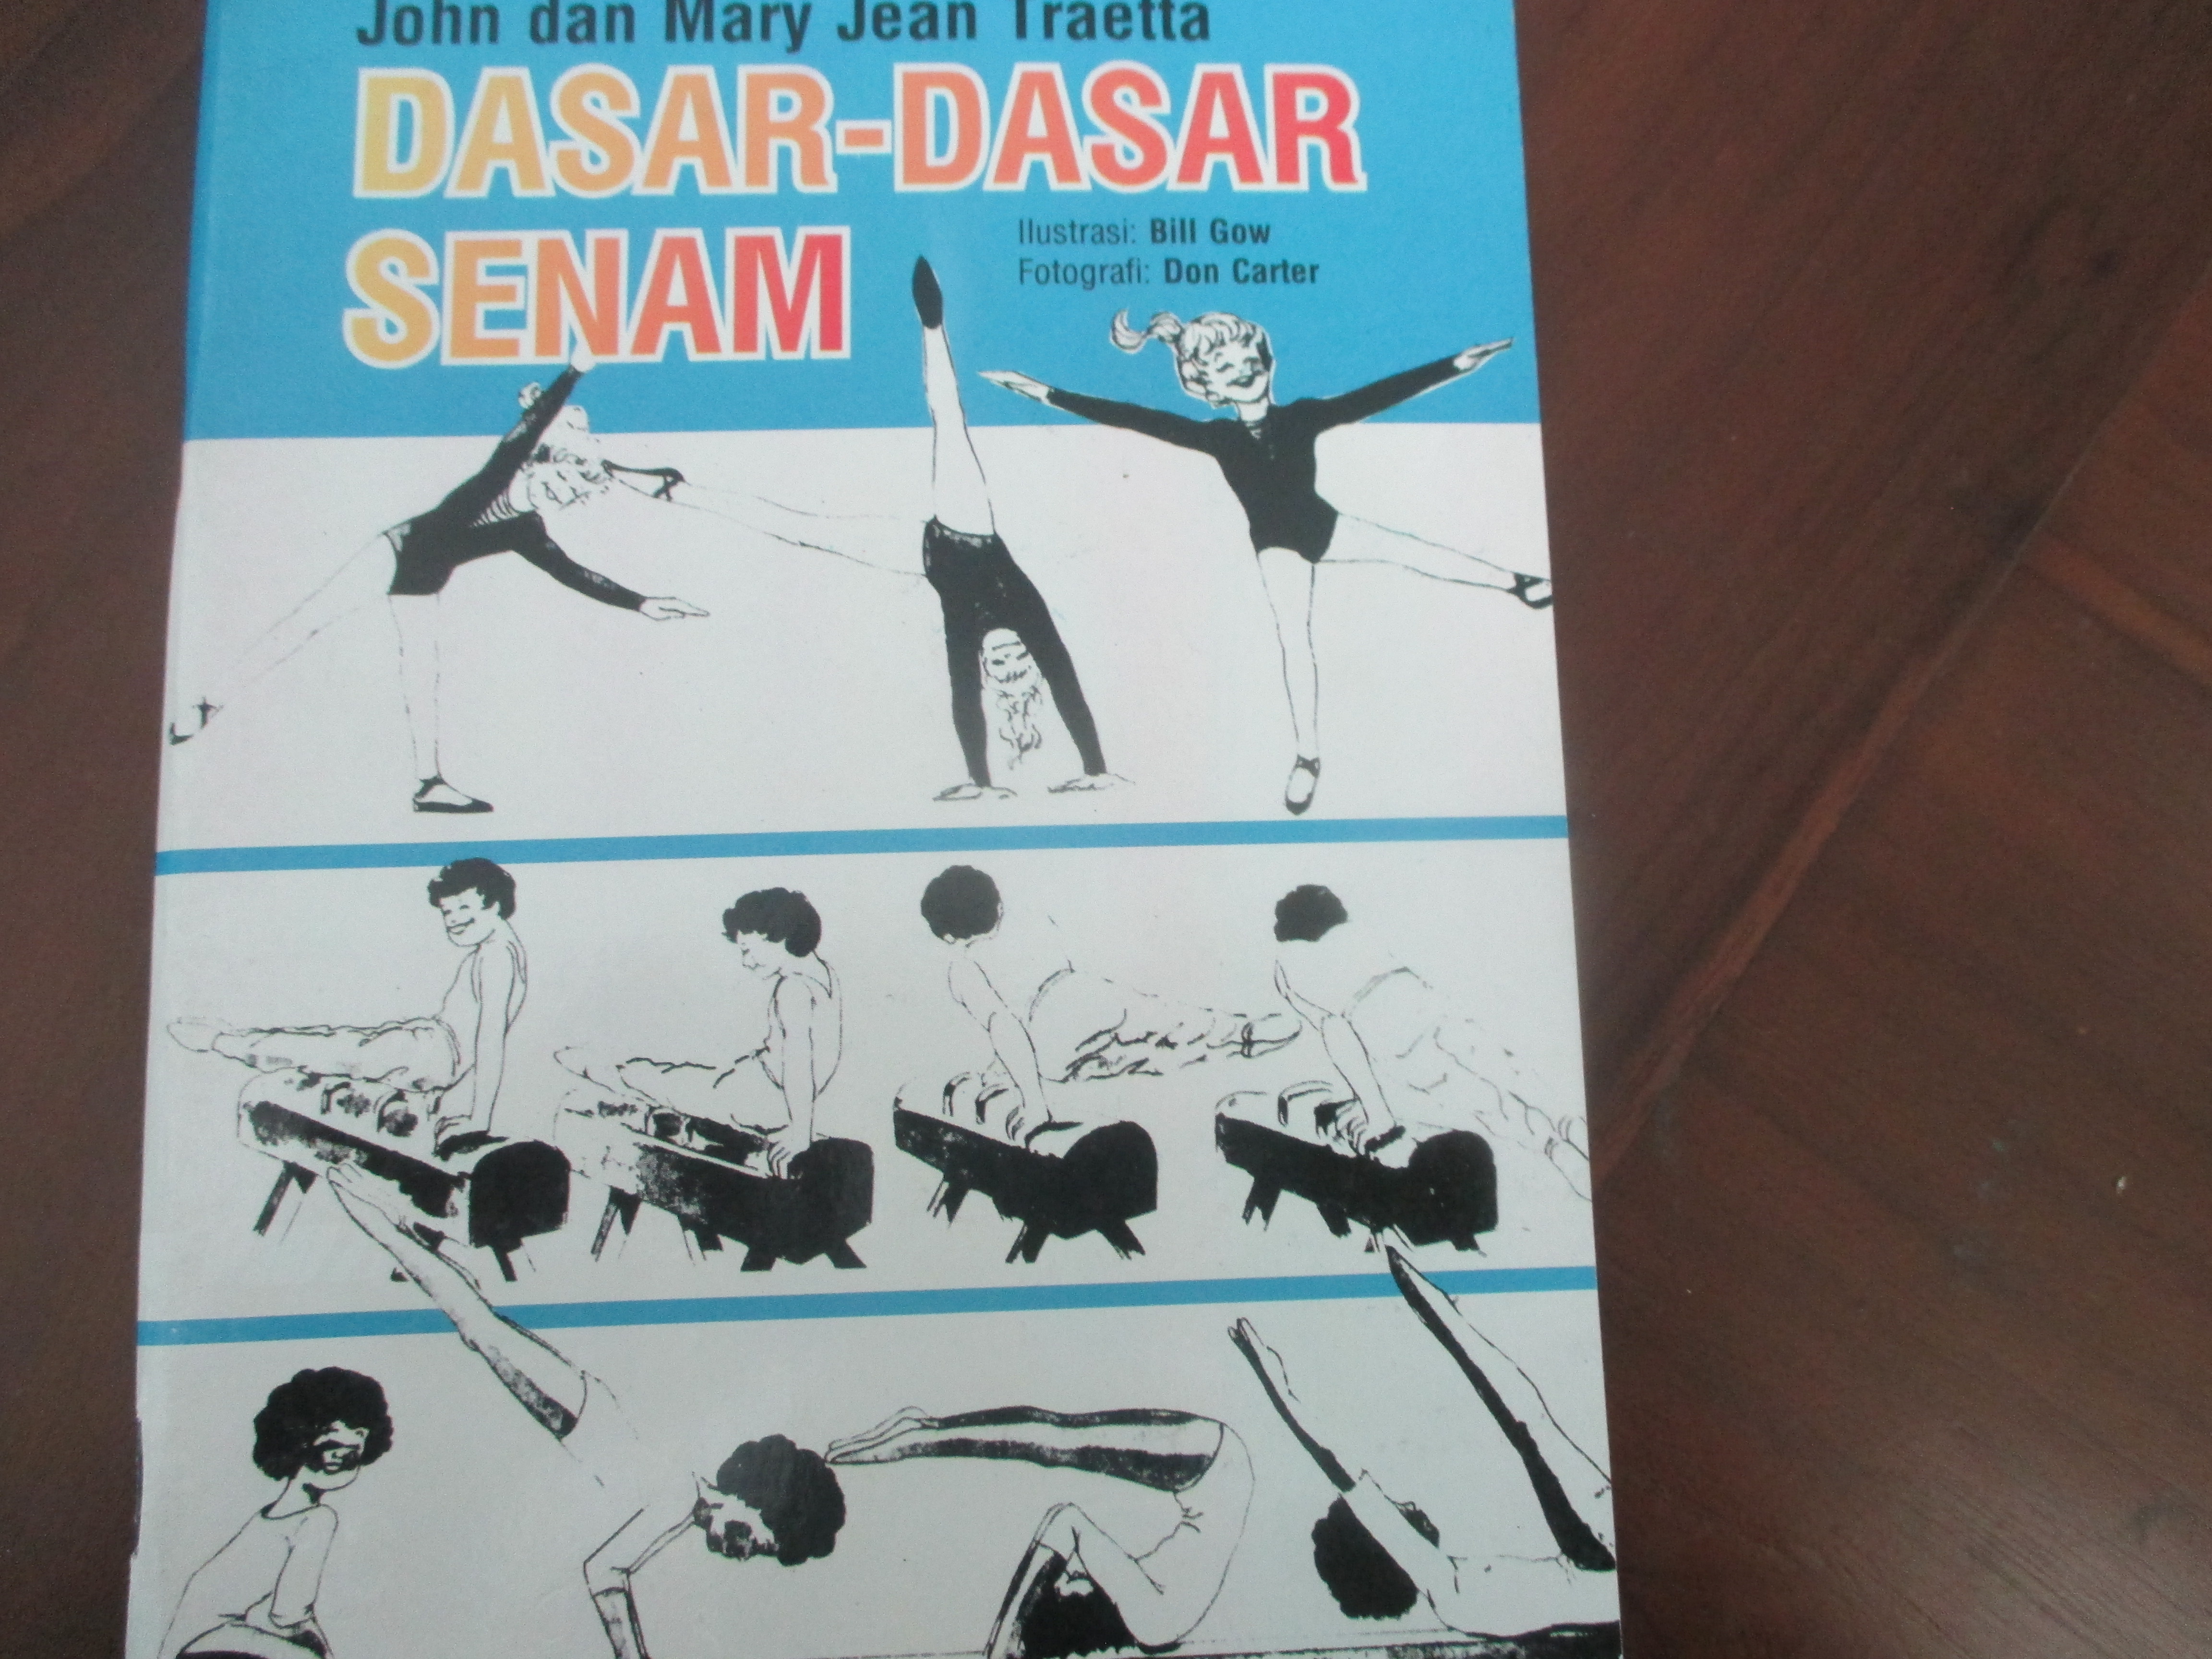 John dan Mary Jean Traetta
DASAR-DASAR
SENAM
Ilustrasi: Bill Gow
Fotografi: Don Carter